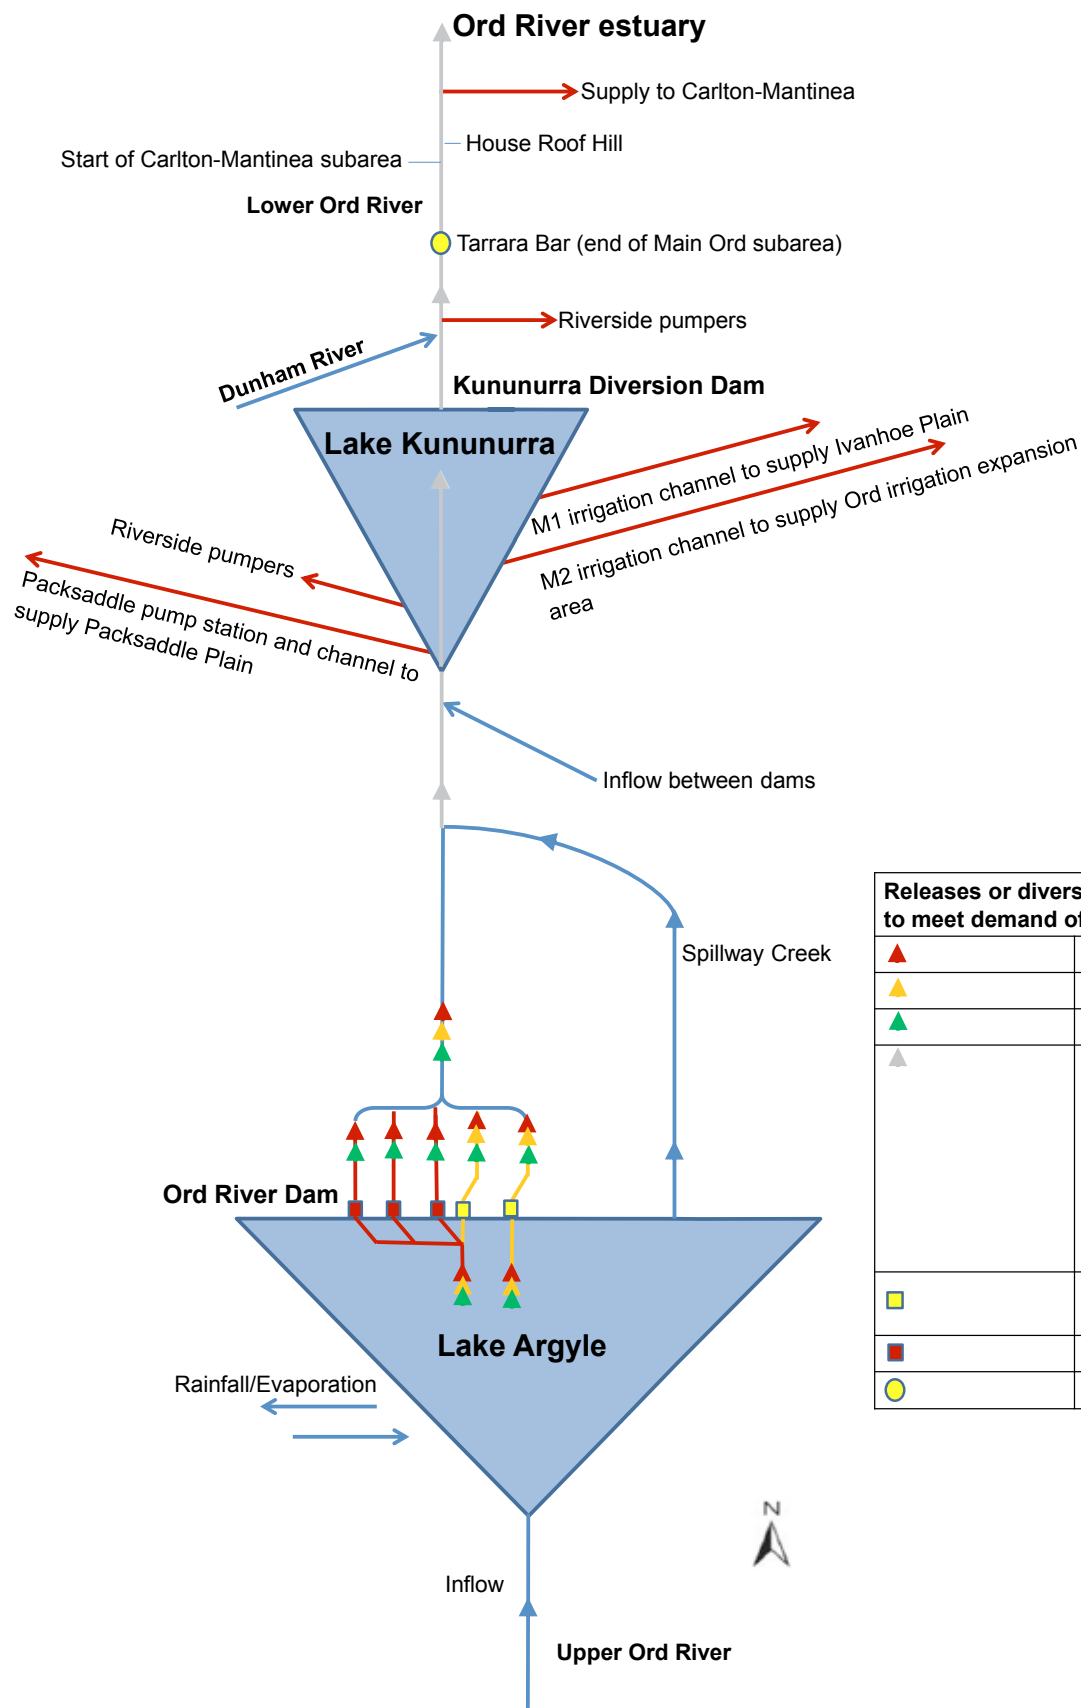 Ord River estuary
Supply to Carlton-Mantinea
House Roof Hill
Start of Carlton-Mantinea subarea
Lower Ord River
Tarrara Bar (end of Main Ord subarea)
Riverside pumpers
Dunham River
Kununurra Diversion Dam
Lake Kununurra
M1 irrigation channel to supply Ivanhoe Plain
M2 irrigation channel to supply Ord irrigation expansion
area
Riverside pumpers
Packsaddle pump station and channel to
supply Packsaddle Plain
Inflow between dams
Releases or divers
to meet demand of
Spillway Creek
Ord River Dam
Lake Argyle
Rainfall/Evaporation
N
Inflow
Upper Ord River